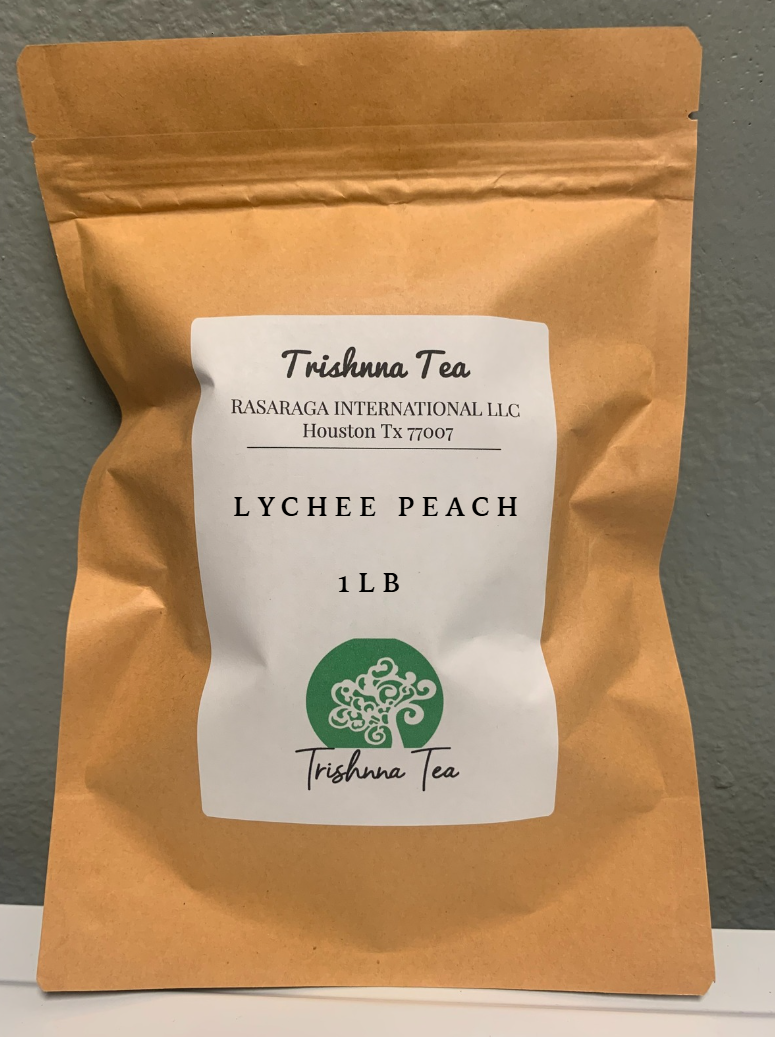 Trishnna Tea
RASARAGA INTERNATIONAL LLC
Houston Tx 77007
LYCHEE PEACH
1 LB
Trishnna Tea